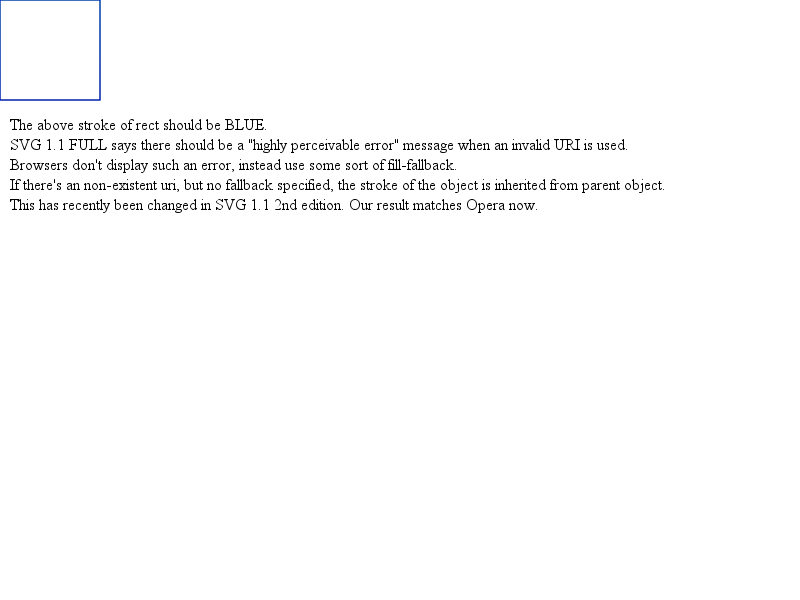 The above stroke of rect should be BLUE.
SVG 1.1 FULL says there should be a "highly perceivable error" message when an invalid URI is used.
Browsers don't display such an error, instead use some sort of fill-fallback.
If there's an non-existent uri, but no fallback specified, the stroke of the object is inherited from parent object.
This has recently been changed in SVG 1.1 2nd edition. Our result matches Opera now.